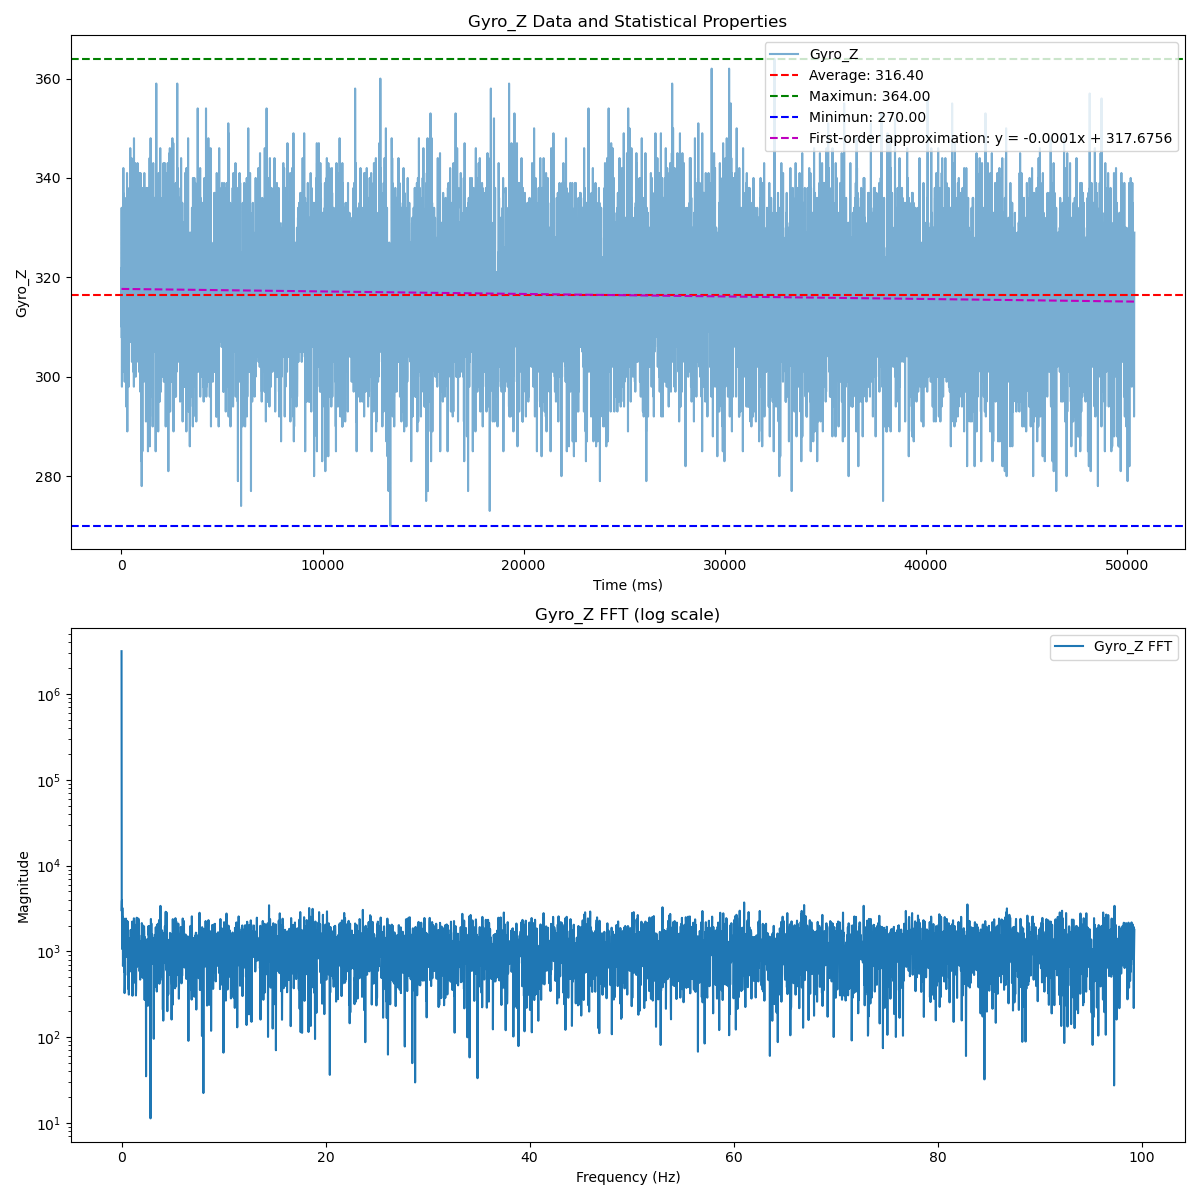 Gyro_Z Data and Statistical Properties
Gyro_Z
Average: 316.40
Maximun: 364.00
Minimun: 270.00
First-order approximation: y = -0.0001x + 317.6756
360
340
320
300
280
Gyro_Z
0 10000 20000 30000 40000 50000
Time (ms)
Gyro_Z FFT (log scale)
Gyro_Z FFT
10^6
10^5
10^4
10^3
10^2
10^1
Magnitude
0 20 40 60 80 100
Frequency (Hz)